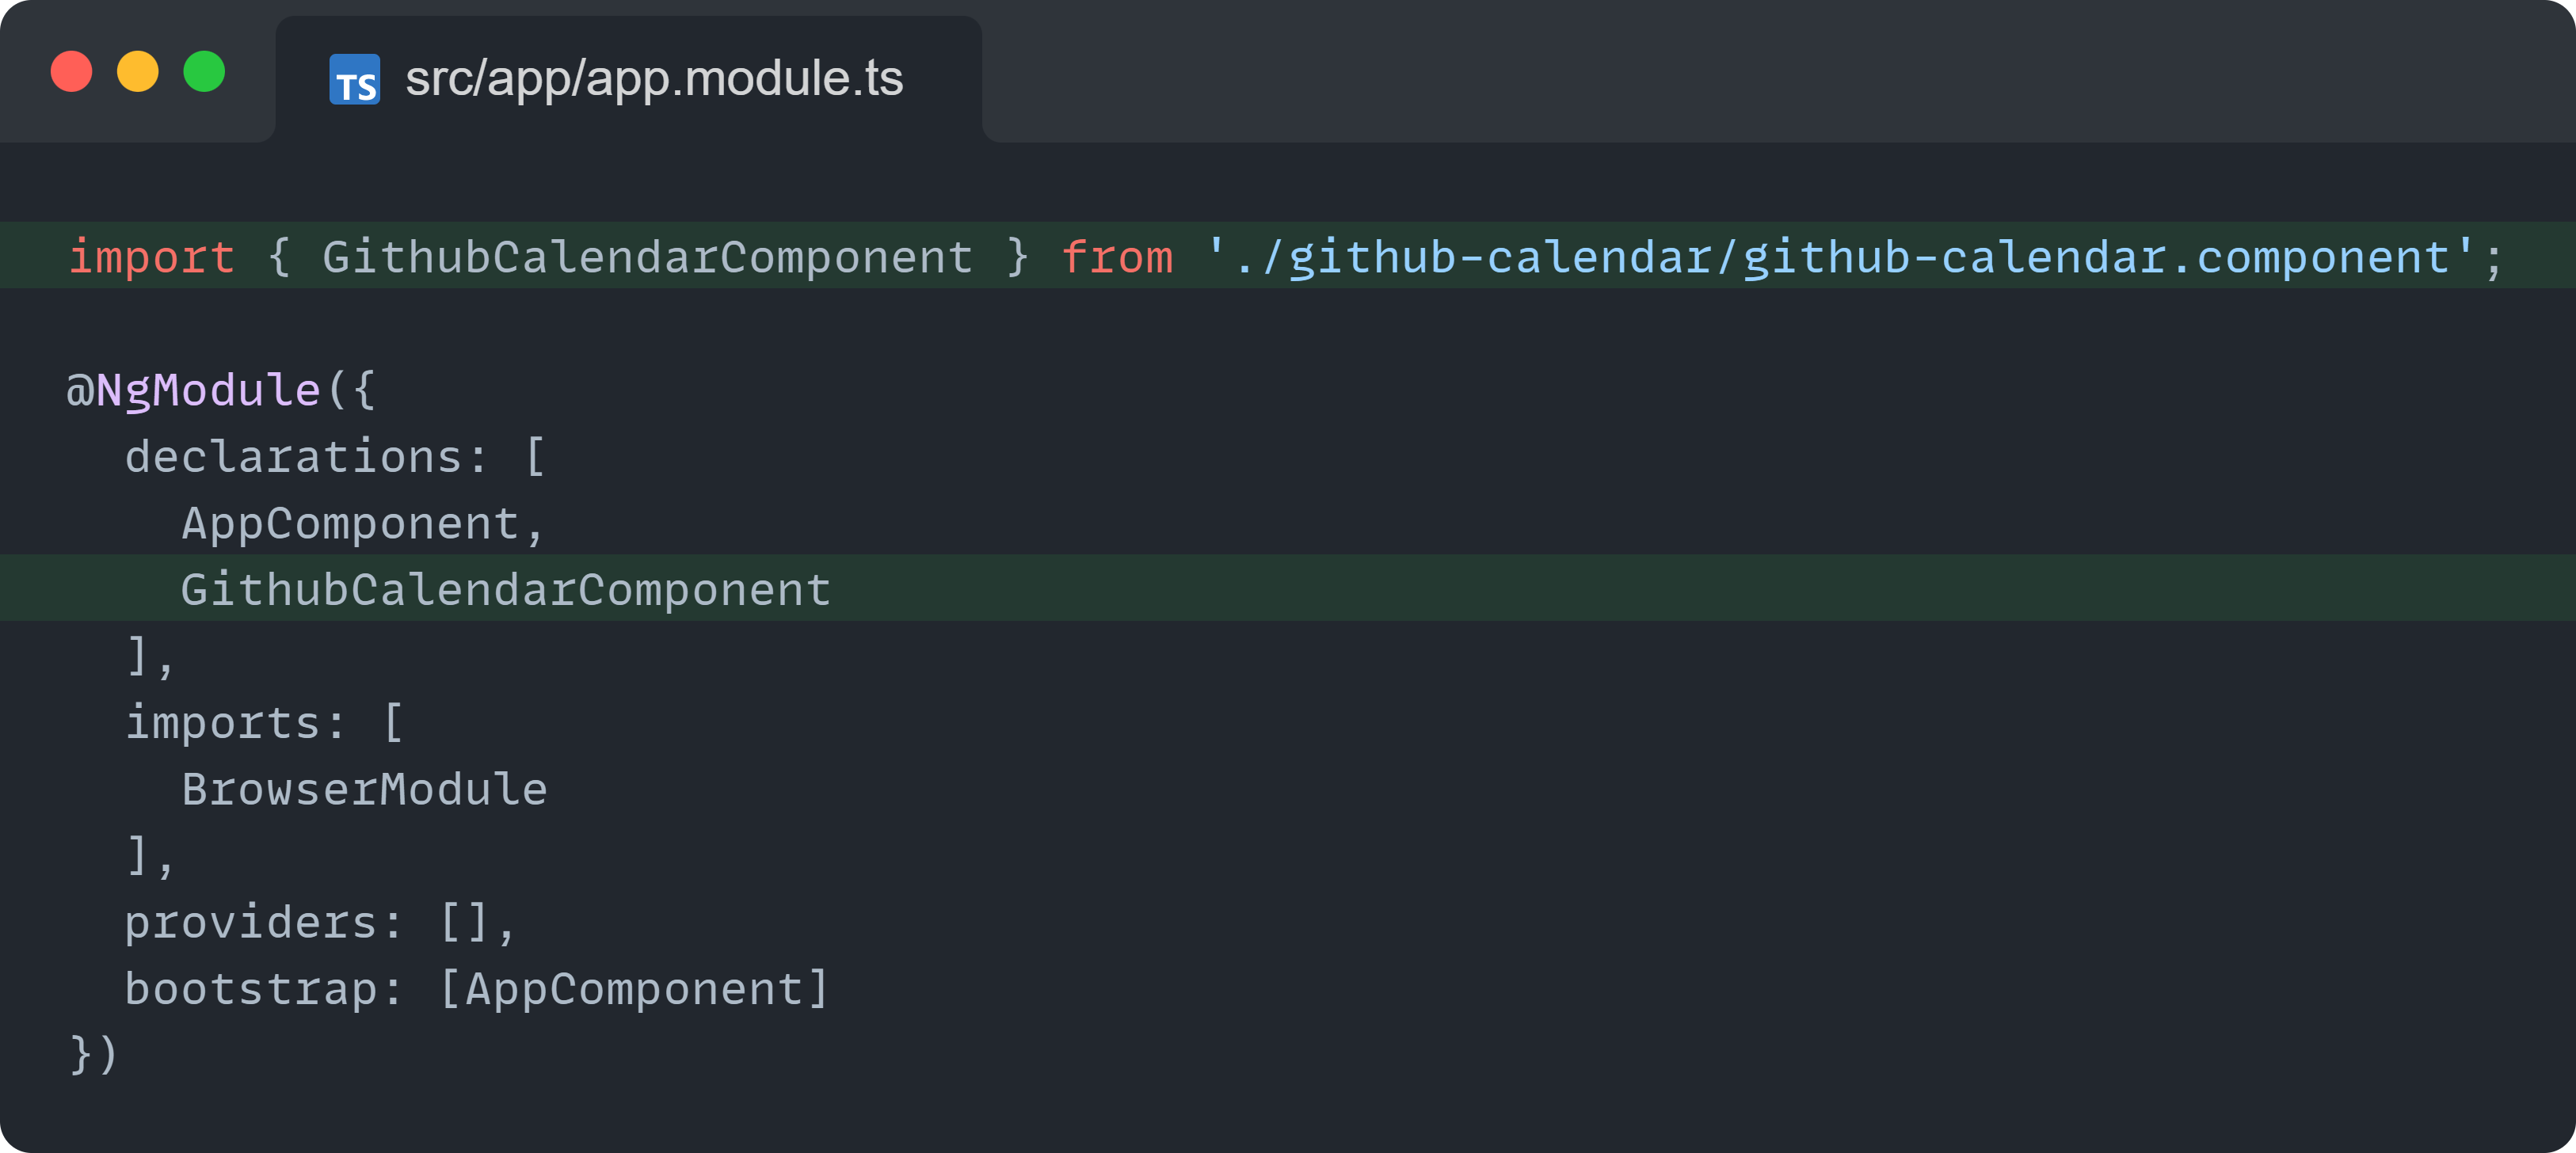 TS src/app/app.module.ts
import { GithubCalendarComponent } from './github-calendar/github-calendar.component';
@NgModule({
  declarations: [
    AppComponent,
    GithubCalendarComponent
  ],
  imports: [
    BrowserModule
  ],
  providers: [],
  bootstrap: [AppComponent]
})